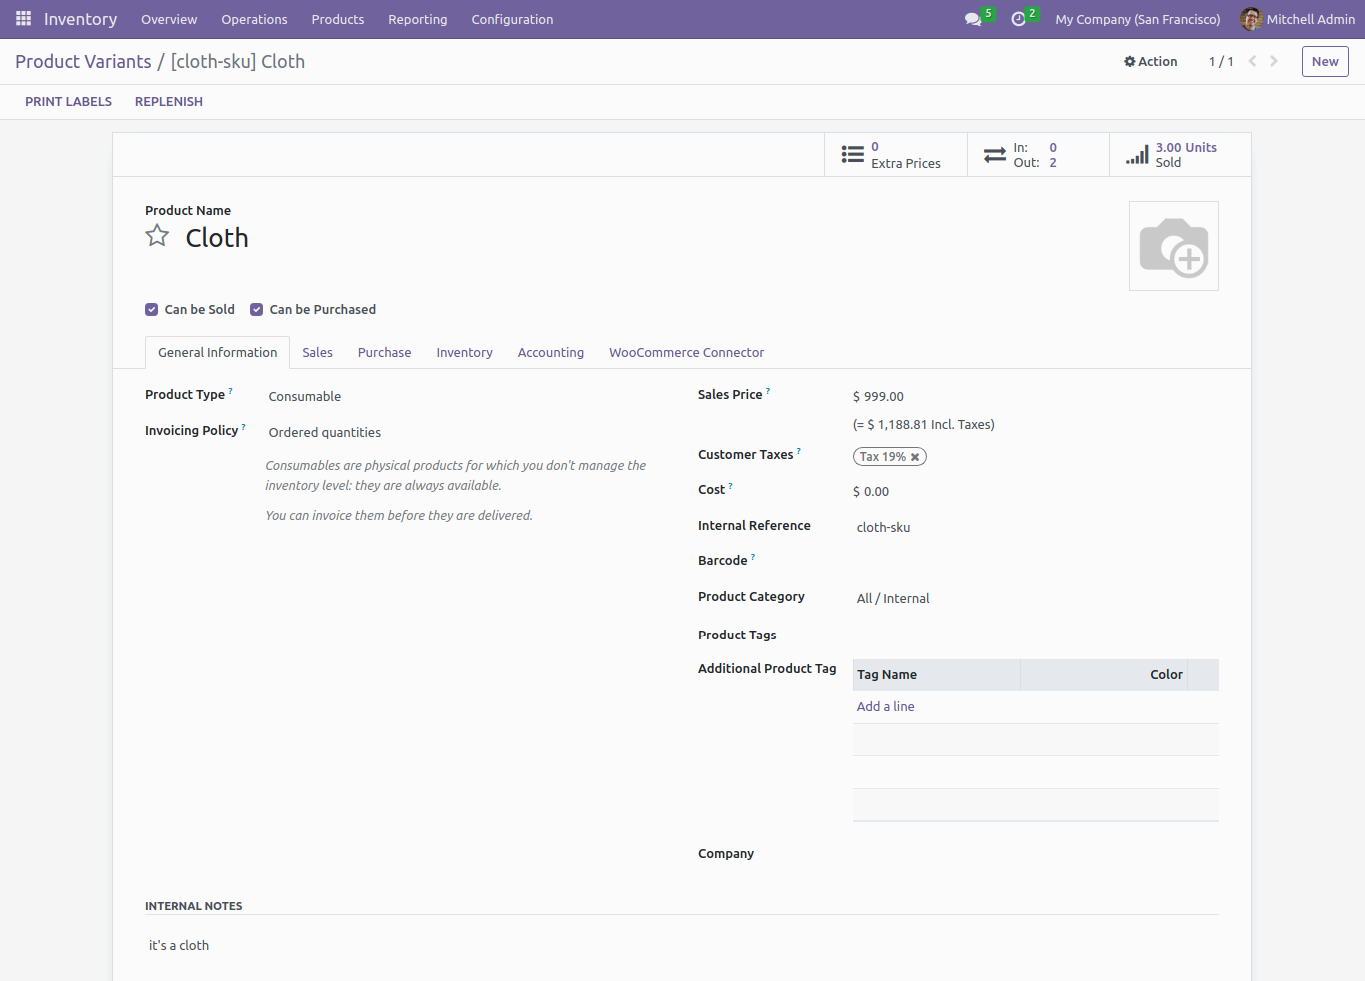 Inventory Overview Operations Products Reporting Configuration 5 2 My Company (San Francisco) Mitchell Admin
Product Variants / [cloth-sku] Cloth Action 1 / 1 New
PRINT LABELS REPLENISH
0 Extra Prices
In: 0
Out: 2
3.00 Units
Sold
Product Name
Cloth
Can be Sold Can be Purchased
General Information Sales Purchase Inventory Accounting WooCommerce Connector
Product Type ? Consumable
Invoicing Policy ? Ordered quantities
Consumables are physical products for which you don't manage the
inventory level: they are always available.
You can invoice them before they are delivered.
Sales Price ? $ 999.00
(= $ 1,188.81 Incl. Taxes)
Customer Taxes ? Tax 19% ✖
Cost ? $ 0.00
Internal Reference cloth-sku
Barcode ?
Product Category All / Internal
Product Tags
Additional Product Tag Tag Name Color
Add a line
Company
INTERNAL NOTES
it's a cloth